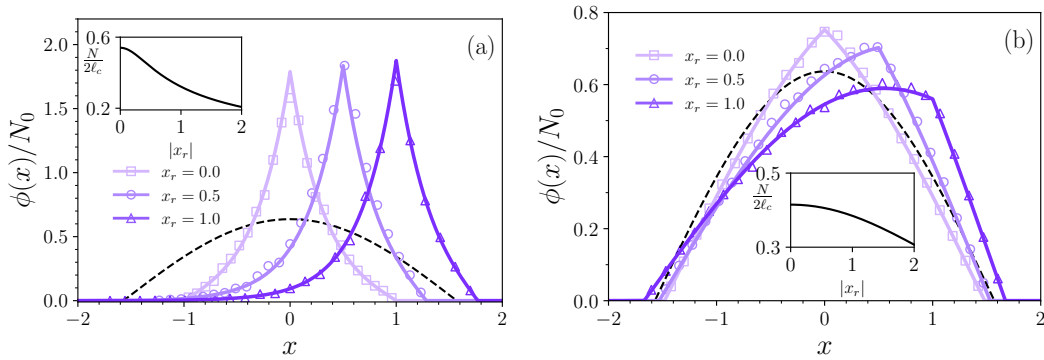 (a)
ϕ(x)/N₀
2.0
1.5
1.0
0.5
0.0
−2
−1
0
1
2
x
0.6
N/2ℓ_c
0.2
0
1
2
|x_r|
x_r = 0.0
x_r = 0.5
x_r = 1.0
(b)
ϕ(x)/N₀
0.8
0.6
0.4
0.2
0.0
−2
−1
0
1
2
x
x_r = 0.0
x_r = 0.5
x_r = 1.0
0.5
N/2ℓ_c
0.3
0
1
2
|x_r|